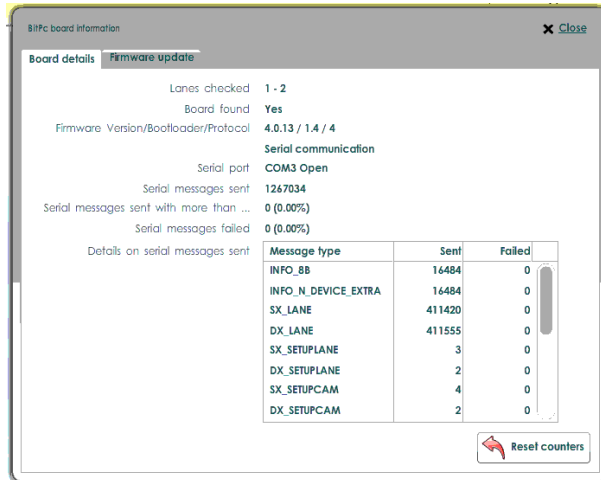 BitPc board information
Close
Board details Firmware update
Lanes checked 1 - 2
Board found Yes
Firmware Version/Bootloader/Protocol 4.0.13 / 1.4 / 4
Serial communication
Serial port COM3 Open
Serial messages sent 1267034
Serial messages sent with more than ... 0 (0.00%)
Serial messages failed 0 (0.00%)
Details on serial messages sent
Message type Sent Failed
INFO_8B 16484 0
INFO_N_DEVICE_EXTRA 16484 0
SX_LANE 411420 0
DX_LANE 411555 0
SX_SETUPLANE 3 0
DX_SETUPLANE 2 0
SX_SETUPCAM 4 0
DX_SETUPCAM 2 0
Reset counters